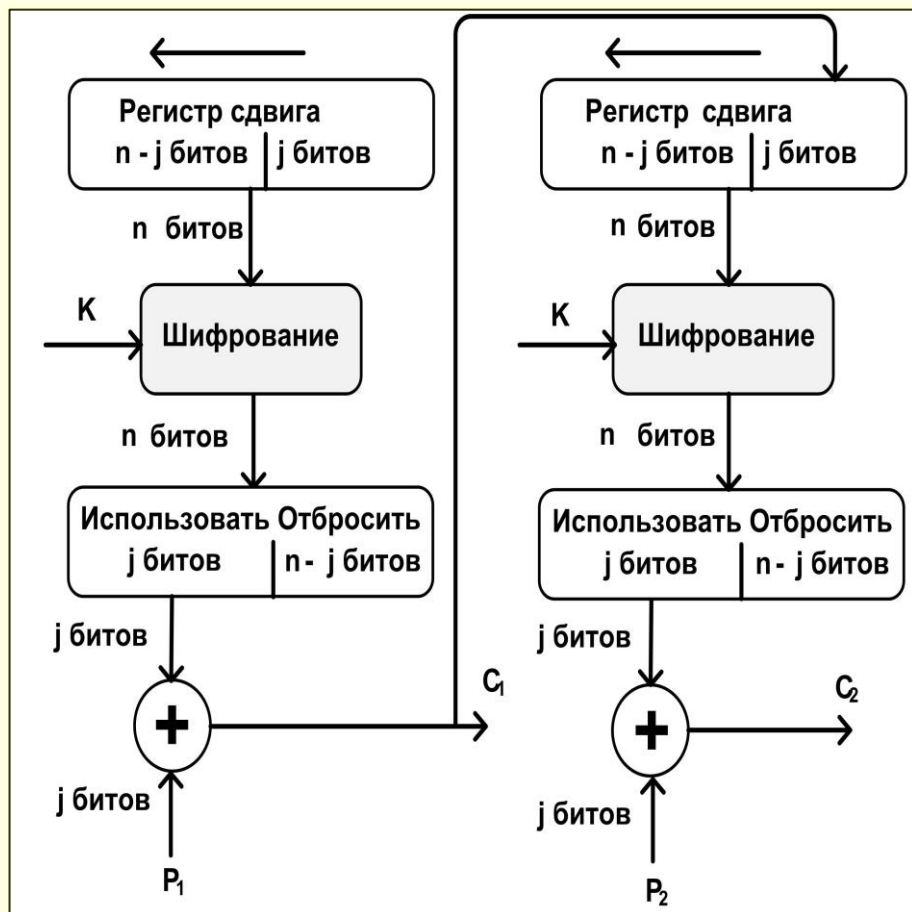 Регистр сдвига
n - j битов j битов
n битов
K
Шифрование
n битов
Использовать Отбросить
j битов n - j битов
j битов
C1
j битов
P1
Регистр сдвига
n - j битов j битов
n битов
K
Шифрование
n битов
Использовать Отбросить
j битов n - j битов
j битов
C2
j битов
P2